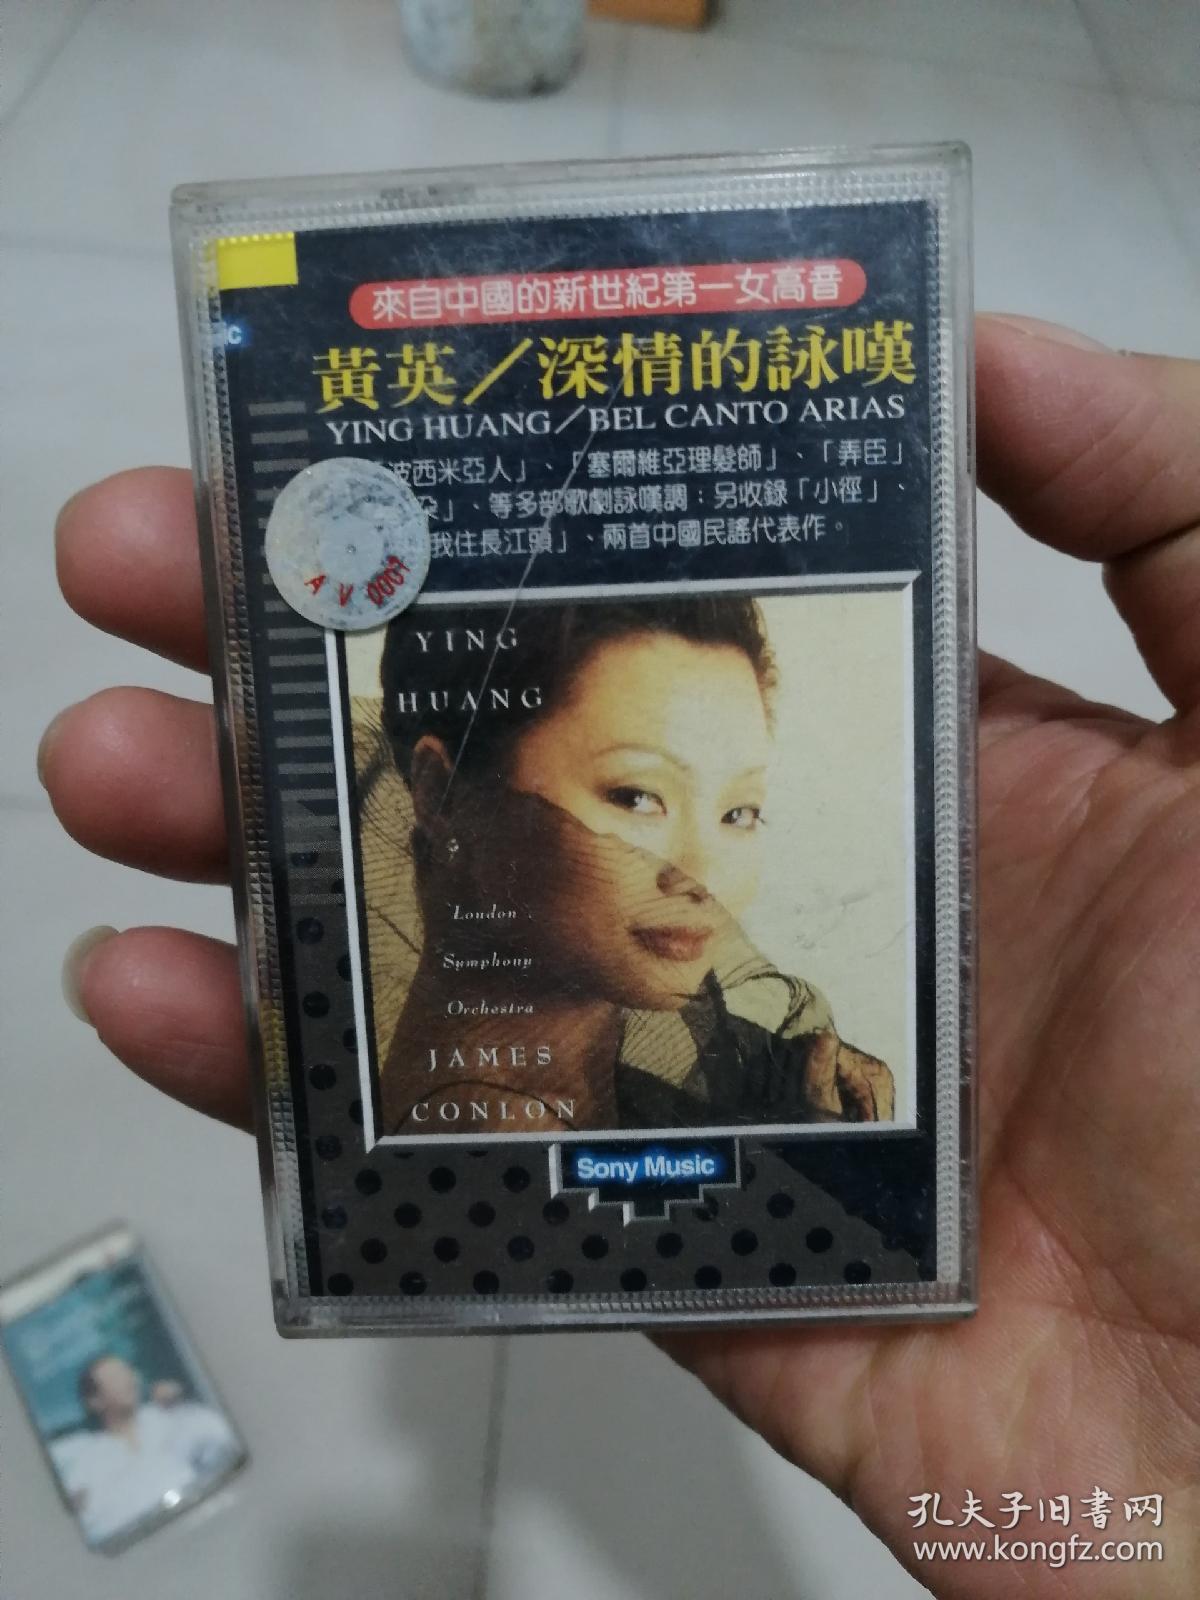 來自中國的新世紀第一女高音
ic
黃英／深情的詠嘆
YING HUANG／BEL CANTO ARIAS
波西米亞人」、「塞爾維亞理髮師」、「弄臣」
朵」、等多部歌劇詠嘆調；另收錄「小徑」、
我住長江頭」、兩首中國民謠代表作。
A V 0007
YING
HUANG
London
Symphony
Orchestra
JAMES
CONLON
Sony Music
孔夫子旧书网
www.kongfz.com